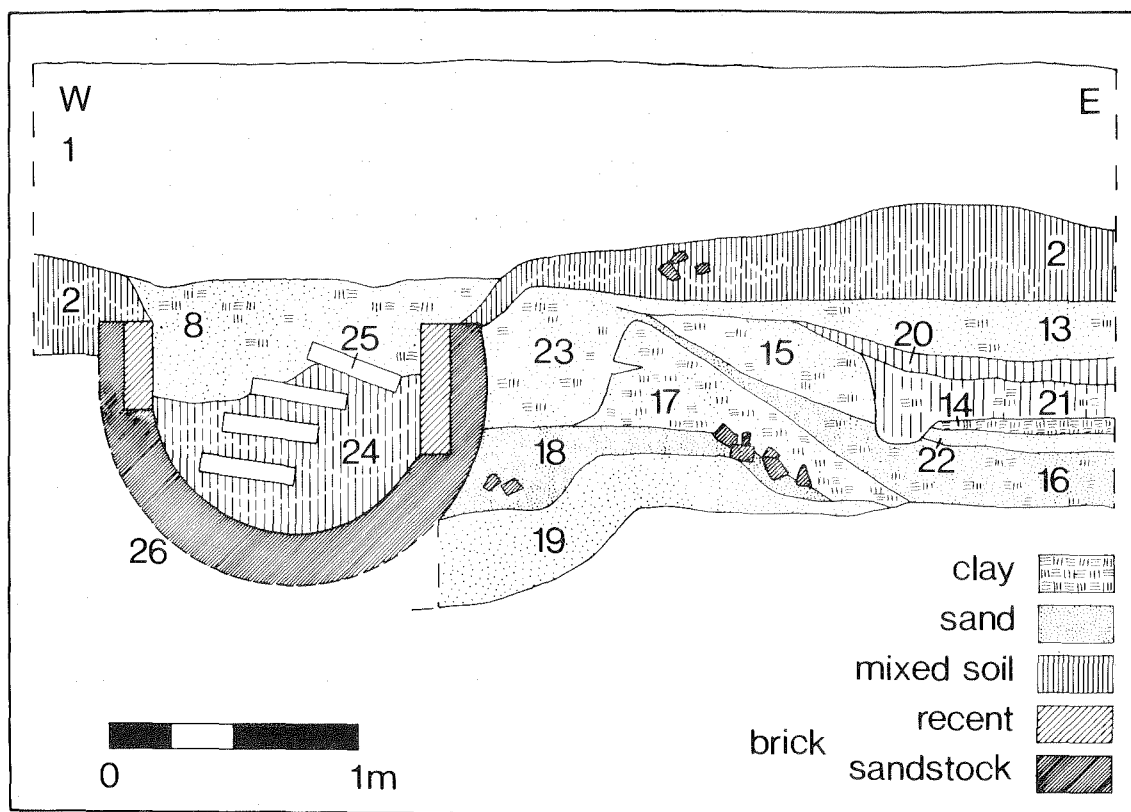 W E
1
2 2
8 13
25 20
23 15
17 14 21
24 18 22
16
19
26
clay
sand
mixed soil
recent
brick
sandstock
0 1m